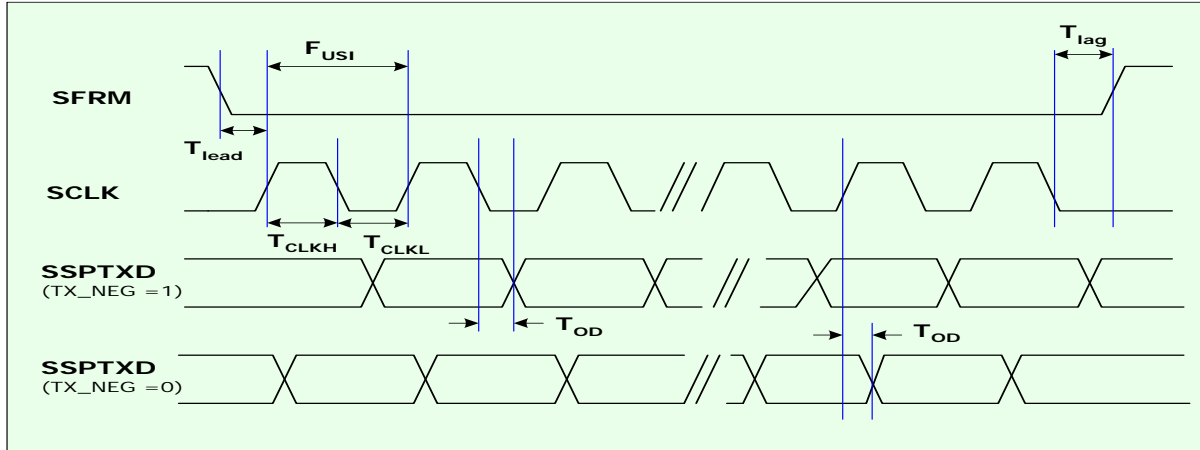 T_lag
F_USI
SFRM
T_lead
SCLK
T_CLKH T_CLKL
SSPTXD
(TX_NEG =1)
T_OD T_OD
SSPTXD
(TX_NEG =0)